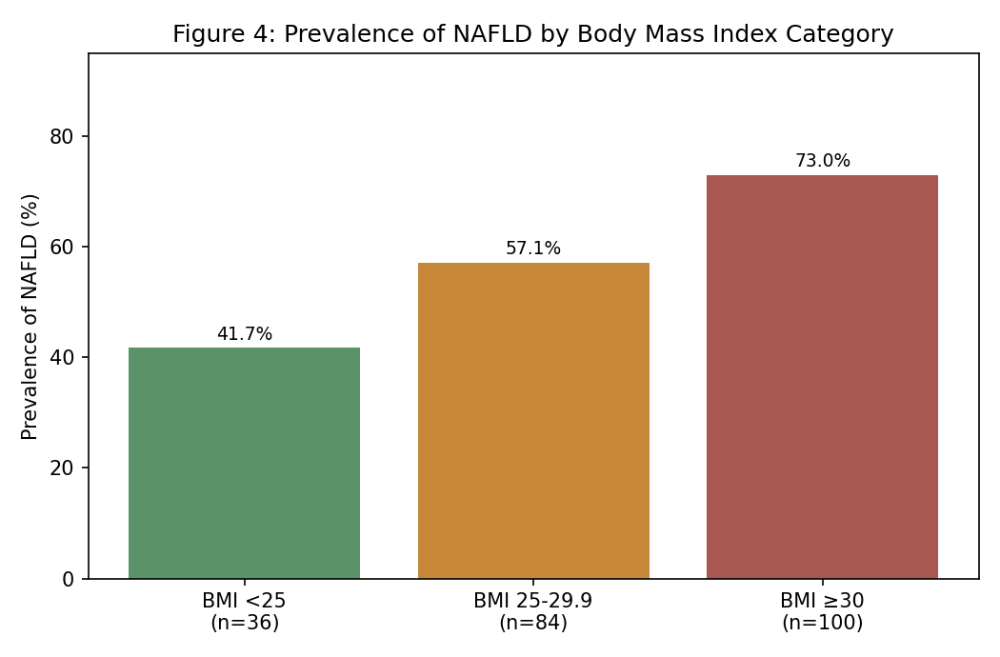 Figure 4: Prevalence of NAFLD by Body Mass Index Category
Prevalence of NAFLD (%)
80
60
40
20
0
41.7%
57.1%
73.0%
BMI <25
(n=36)
BMI 25-29.9
(n=84)
BMI ≥30
(n=100)